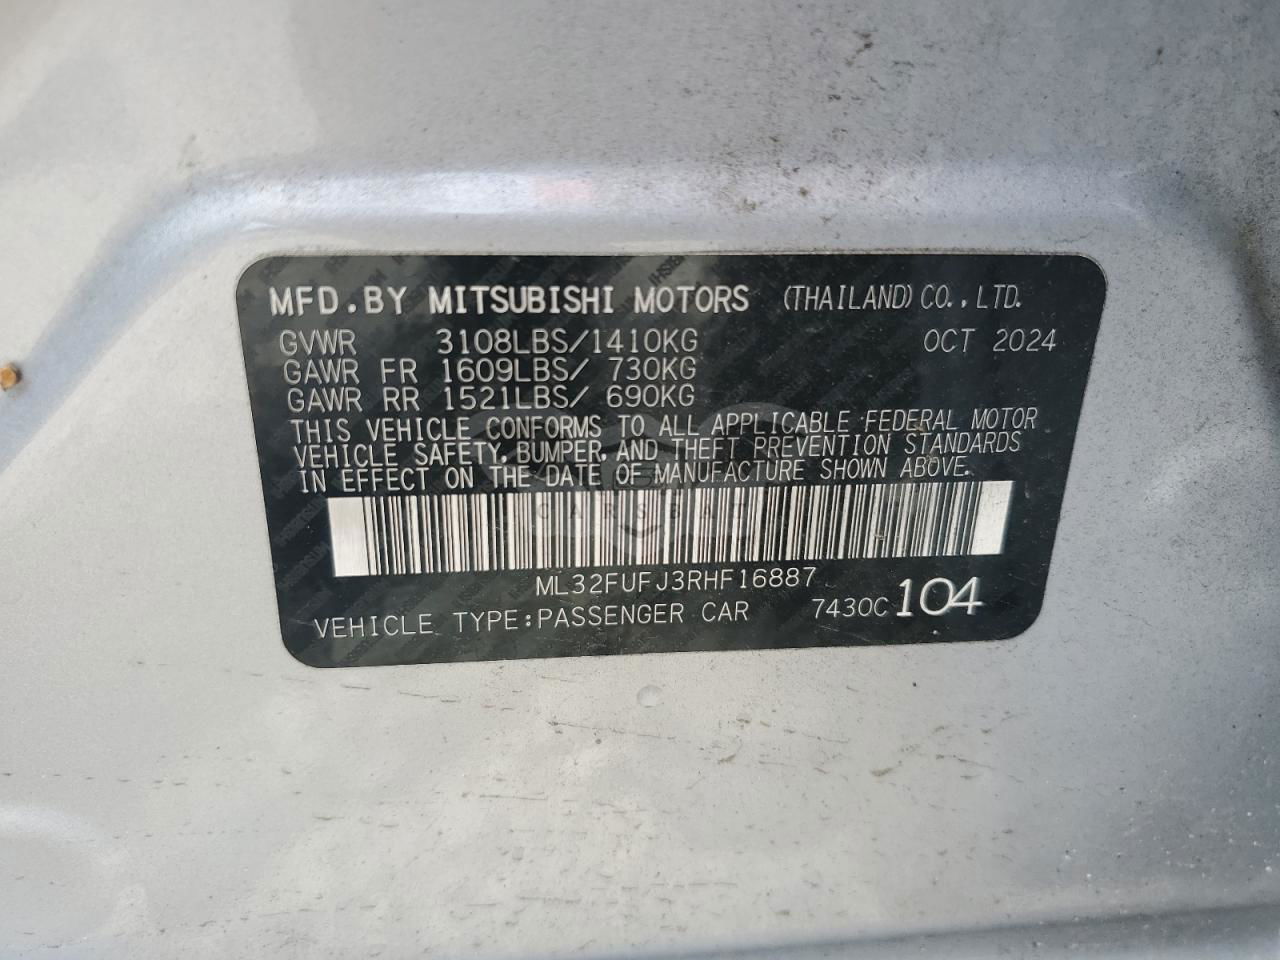 MFD.BY MITSUBISHI MOTORS (THAILAND) CO., LTD.
GVWR 3108LBS/1410KG OCT 2024
GAWR FR 1609LBS/ 730KG
GAWR RR 1521LBS/ 690KG
THIS VEHICLE CONFORMS TO ALL APPLICABLE FEDERAL MOTOR
VEHICLE SAFETY, BUMPER, AND THEFT PREVENTION STANDARDS
IN EFFECT ON THE DATE OF MANUFACTURE SHOWN ABOVE.
ML32FUFJ3RHF16887
VEHICLE TYPE:PASSENGER CAR 7430C 104